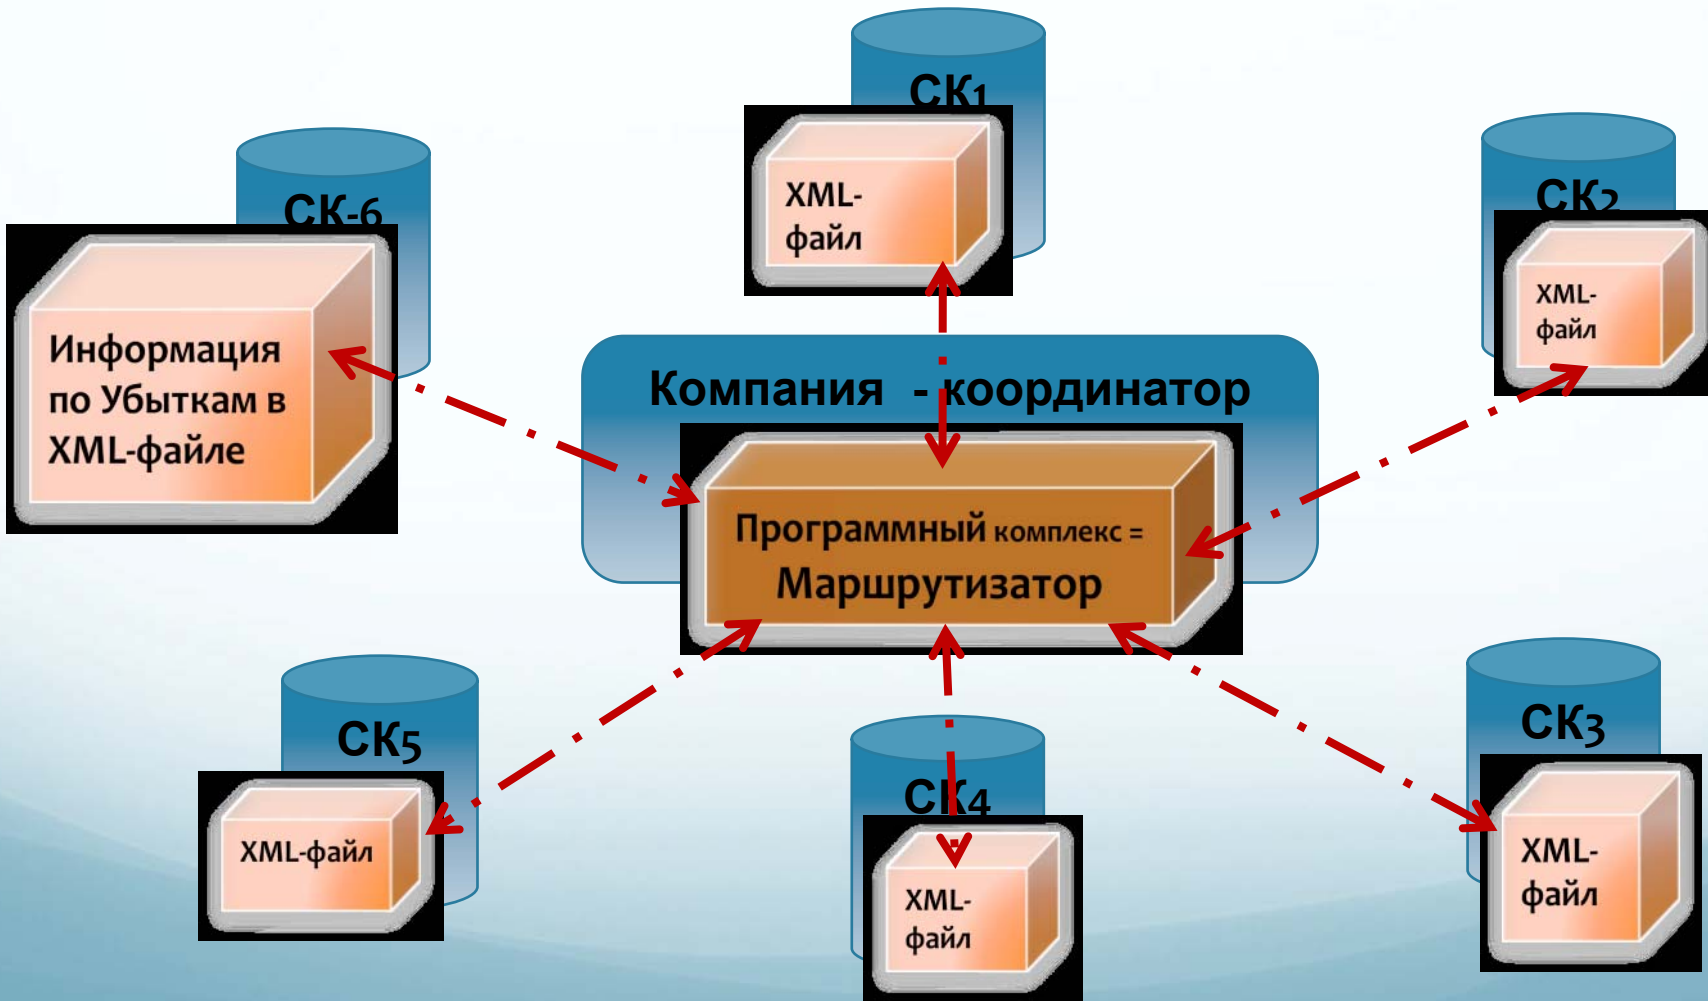 СК1
XML-
файл
СК-6
Информация
по Убыткам в
XML-файле
СК2
XML-
файл
Компания - координатор
Программный комплекс =
Маршрутизатор
СК5
XML-файл
СК4
XML-
файл
СК3
XML-
файл